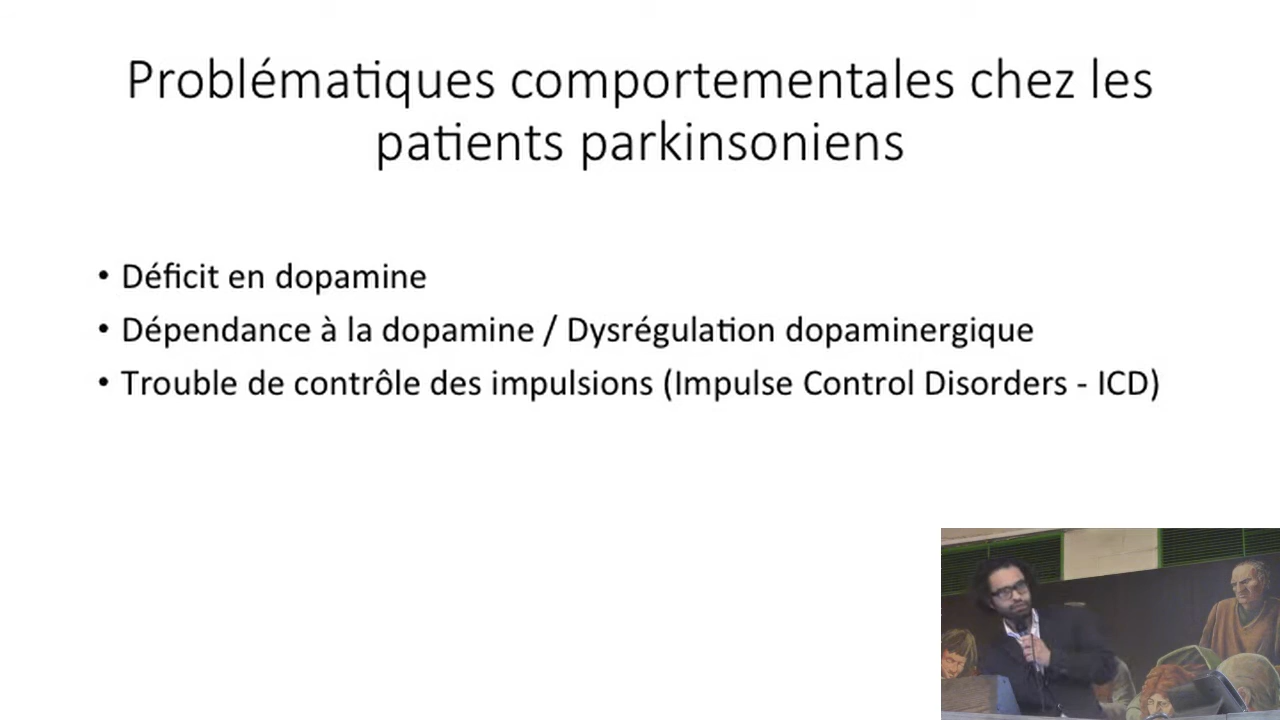 Problématiques comportementales chez les
patients parkinsoniens
• Déficit en dopamine
• Dépendance à la dopamine / Dysrégulation dopaminergique
• Trouble de contrôle des impulsions (Impulse Control Disorders - ICD)